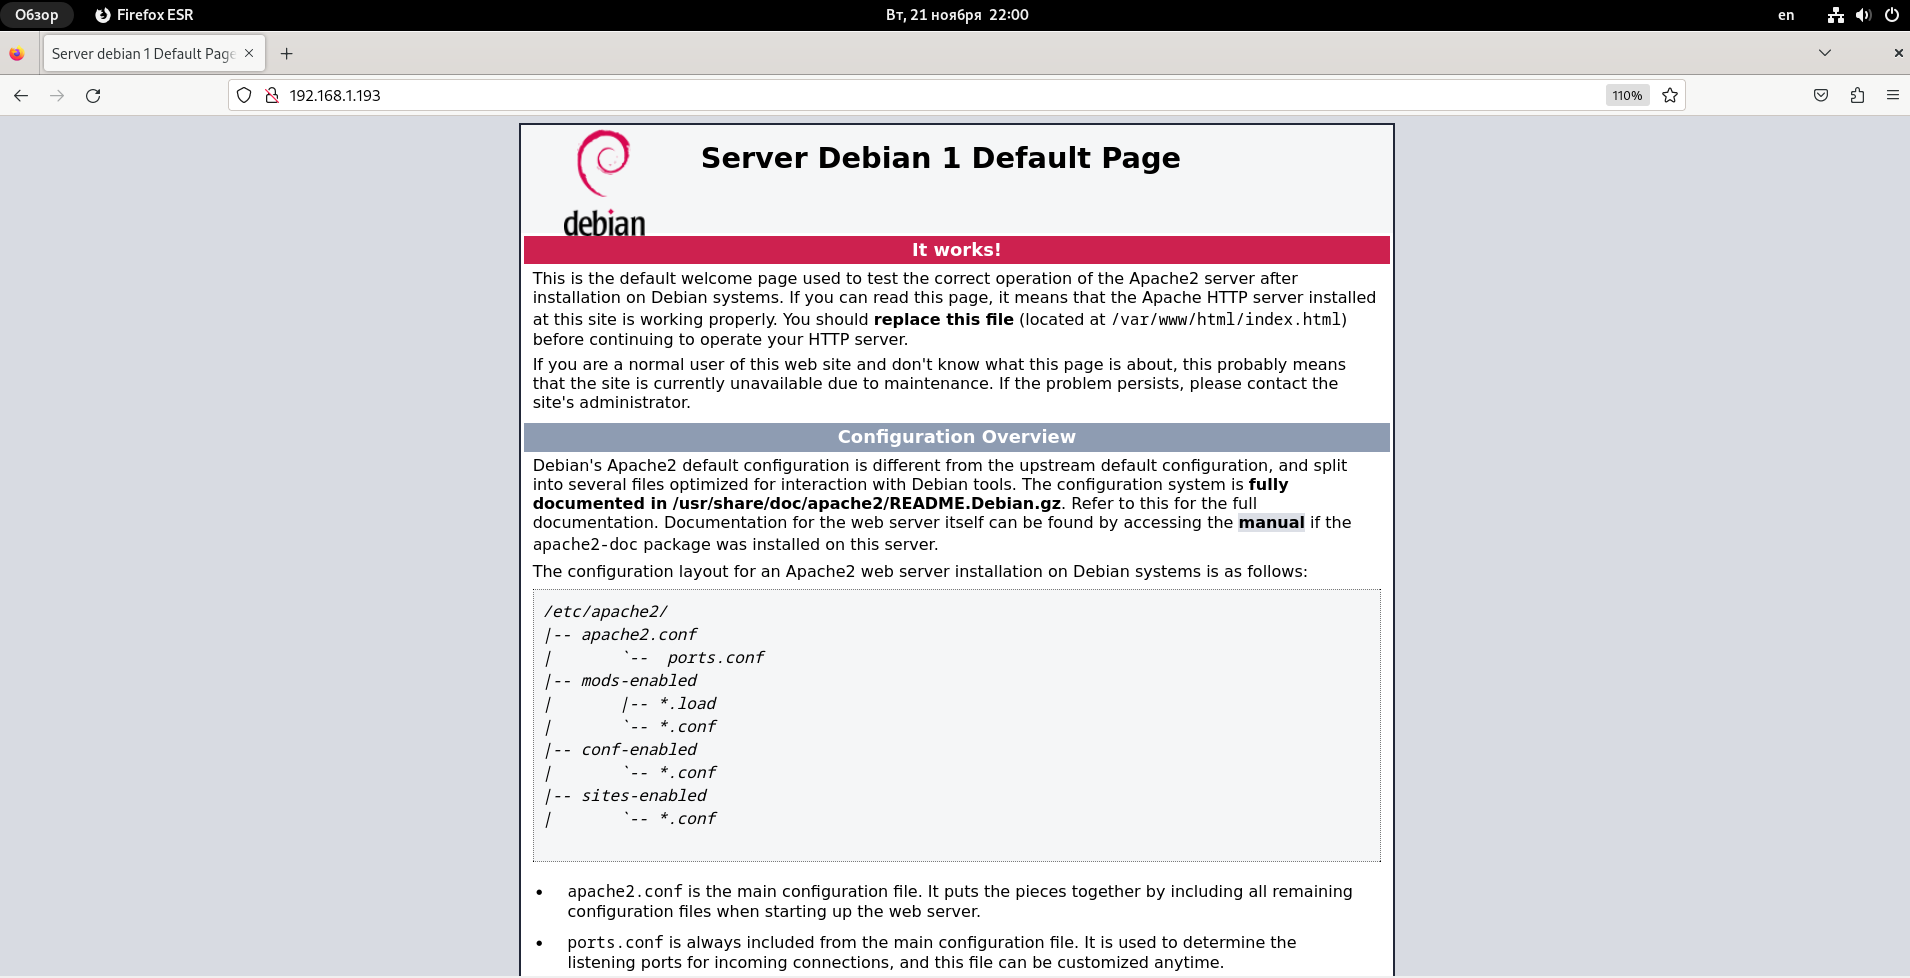 Обзор Firefox ESR Вт, 21 ноября 22:00 en
Server debian 1 Default Page
192.168.1.193 110%
debian
Server Debian 1 Default Page
It works!
This is the default welcome page used to test the correct operation of the Apache2 server after
installation on Debian systems. If you can read this page, it means that the Apache HTTP server installed
at this site is working properly. You should replace this file (located at /var/www/html/index.html)
before continuing to operate your HTTP server.
If you are a normal user of this web site and don't know what this page is about, this probably means
that the site is currently unavailable due to maintenance. If the problem persists, please contact the
site's administrator.
Configuration Overview
Debian's Apache2 default configuration is different from the upstream default configuration, and split
into several files optimized for interaction with Debian tools. The configuration system is fully
documented in /usr/share/doc/apache2/README.Debian.gz. Refer to this for the full
documentation. Documentation for the web server itself can be found by accessing the manual if the
apache2-doc package was installed on this server.
The configuration layout for an Apache2 web server installation on Debian systems is as follows:
/etc/apache2/
|-- apache2.conf
|       `--  ports.conf
|-- mods-enabled
|       |-- *.load
|       `-- *.conf
|-- conf-enabled
|       `-- *.conf
|-- sites-enabled
|       `-- *.conf
• apache2.conf is the main configuration file. It puts the pieces together by including all remaining
configuration files when starting up the web server.
• ports.conf is always included from the main configuration file. It is used to determine the
listening ports for incoming connections, and this file can be customized anytime.